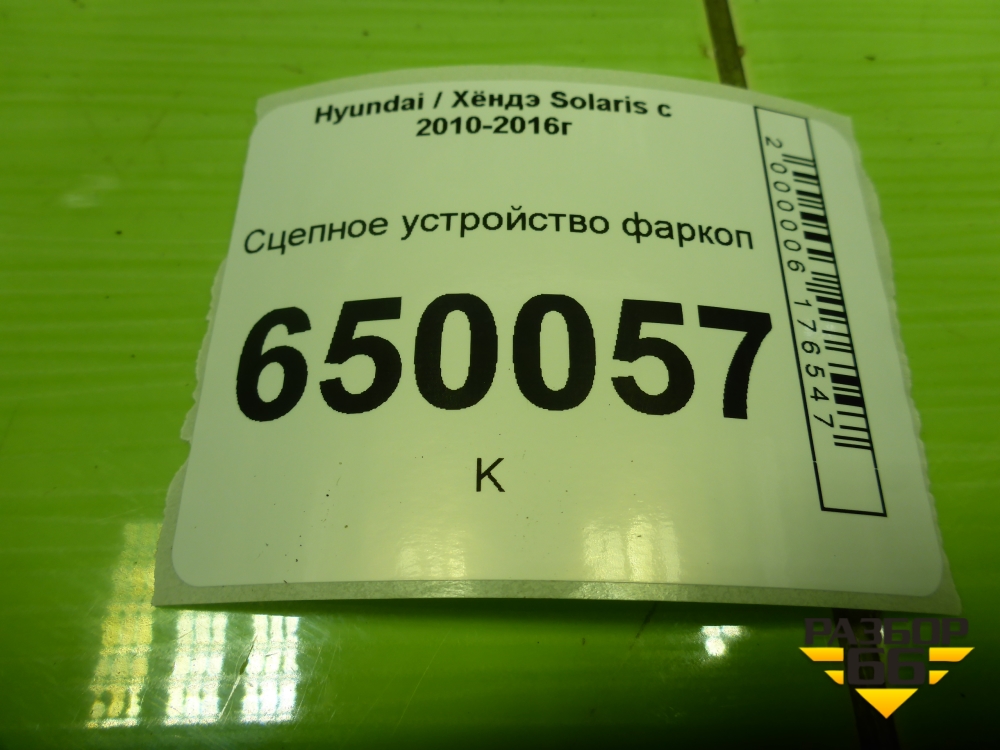 Hyundai / Хёндэ Solaris с
2010-2016г
Сцепное устройство фаркоп
650057
К
2000006176547
РАЗБОР
66